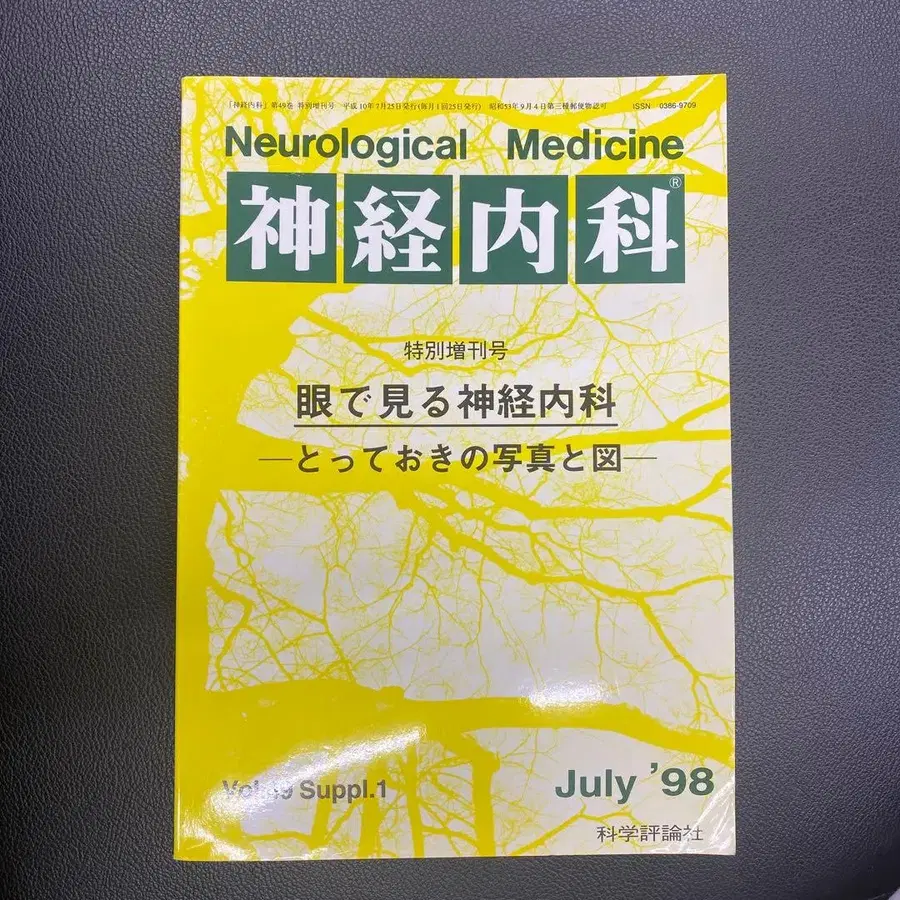 「神経内科」第49巻 特別増刊号 平成10年7月25日発行(毎月1回25日発行) 昭和53年9月4日第三種郵便物認可 ISSN 0386-9709
Neurological Medicine
神経内科®
特別増刊号
眼で見る神経内科
―とっておきの写真と図―
Vol.49 Suppl.1
July '98
科学評論社